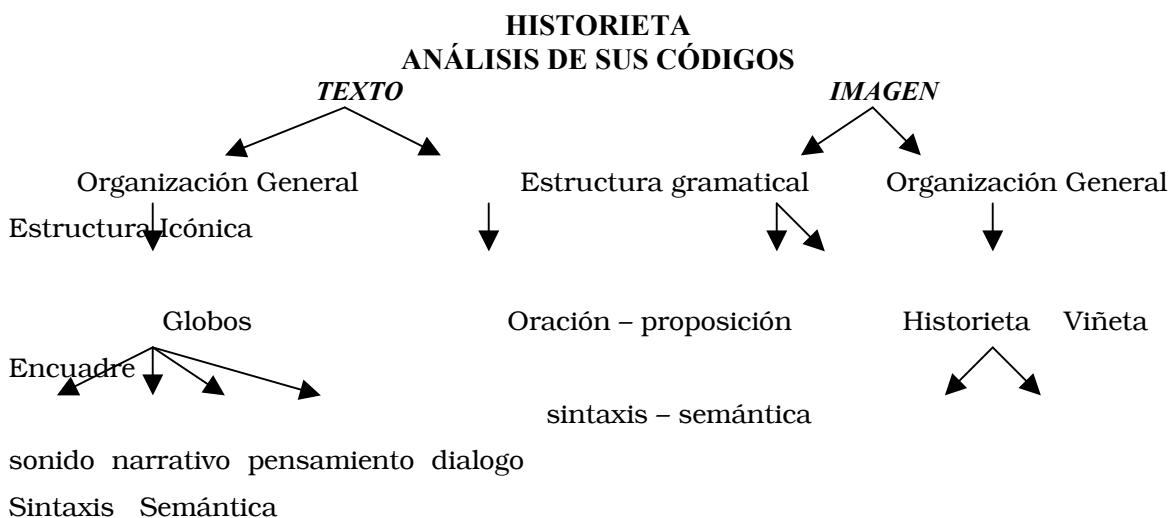 HISTORIETA
ANÁLISIS DE SUS CÓDIGOS
TEXTO IMAGEN
Organización General Estructura gramatical Organización General
Estructura Icónica
Globos Oración – proposición Historieta Viñeta
Encuadre
sintaxis – semántica
sonido narrativo pensamiento dialogo
Sintaxis Semántica